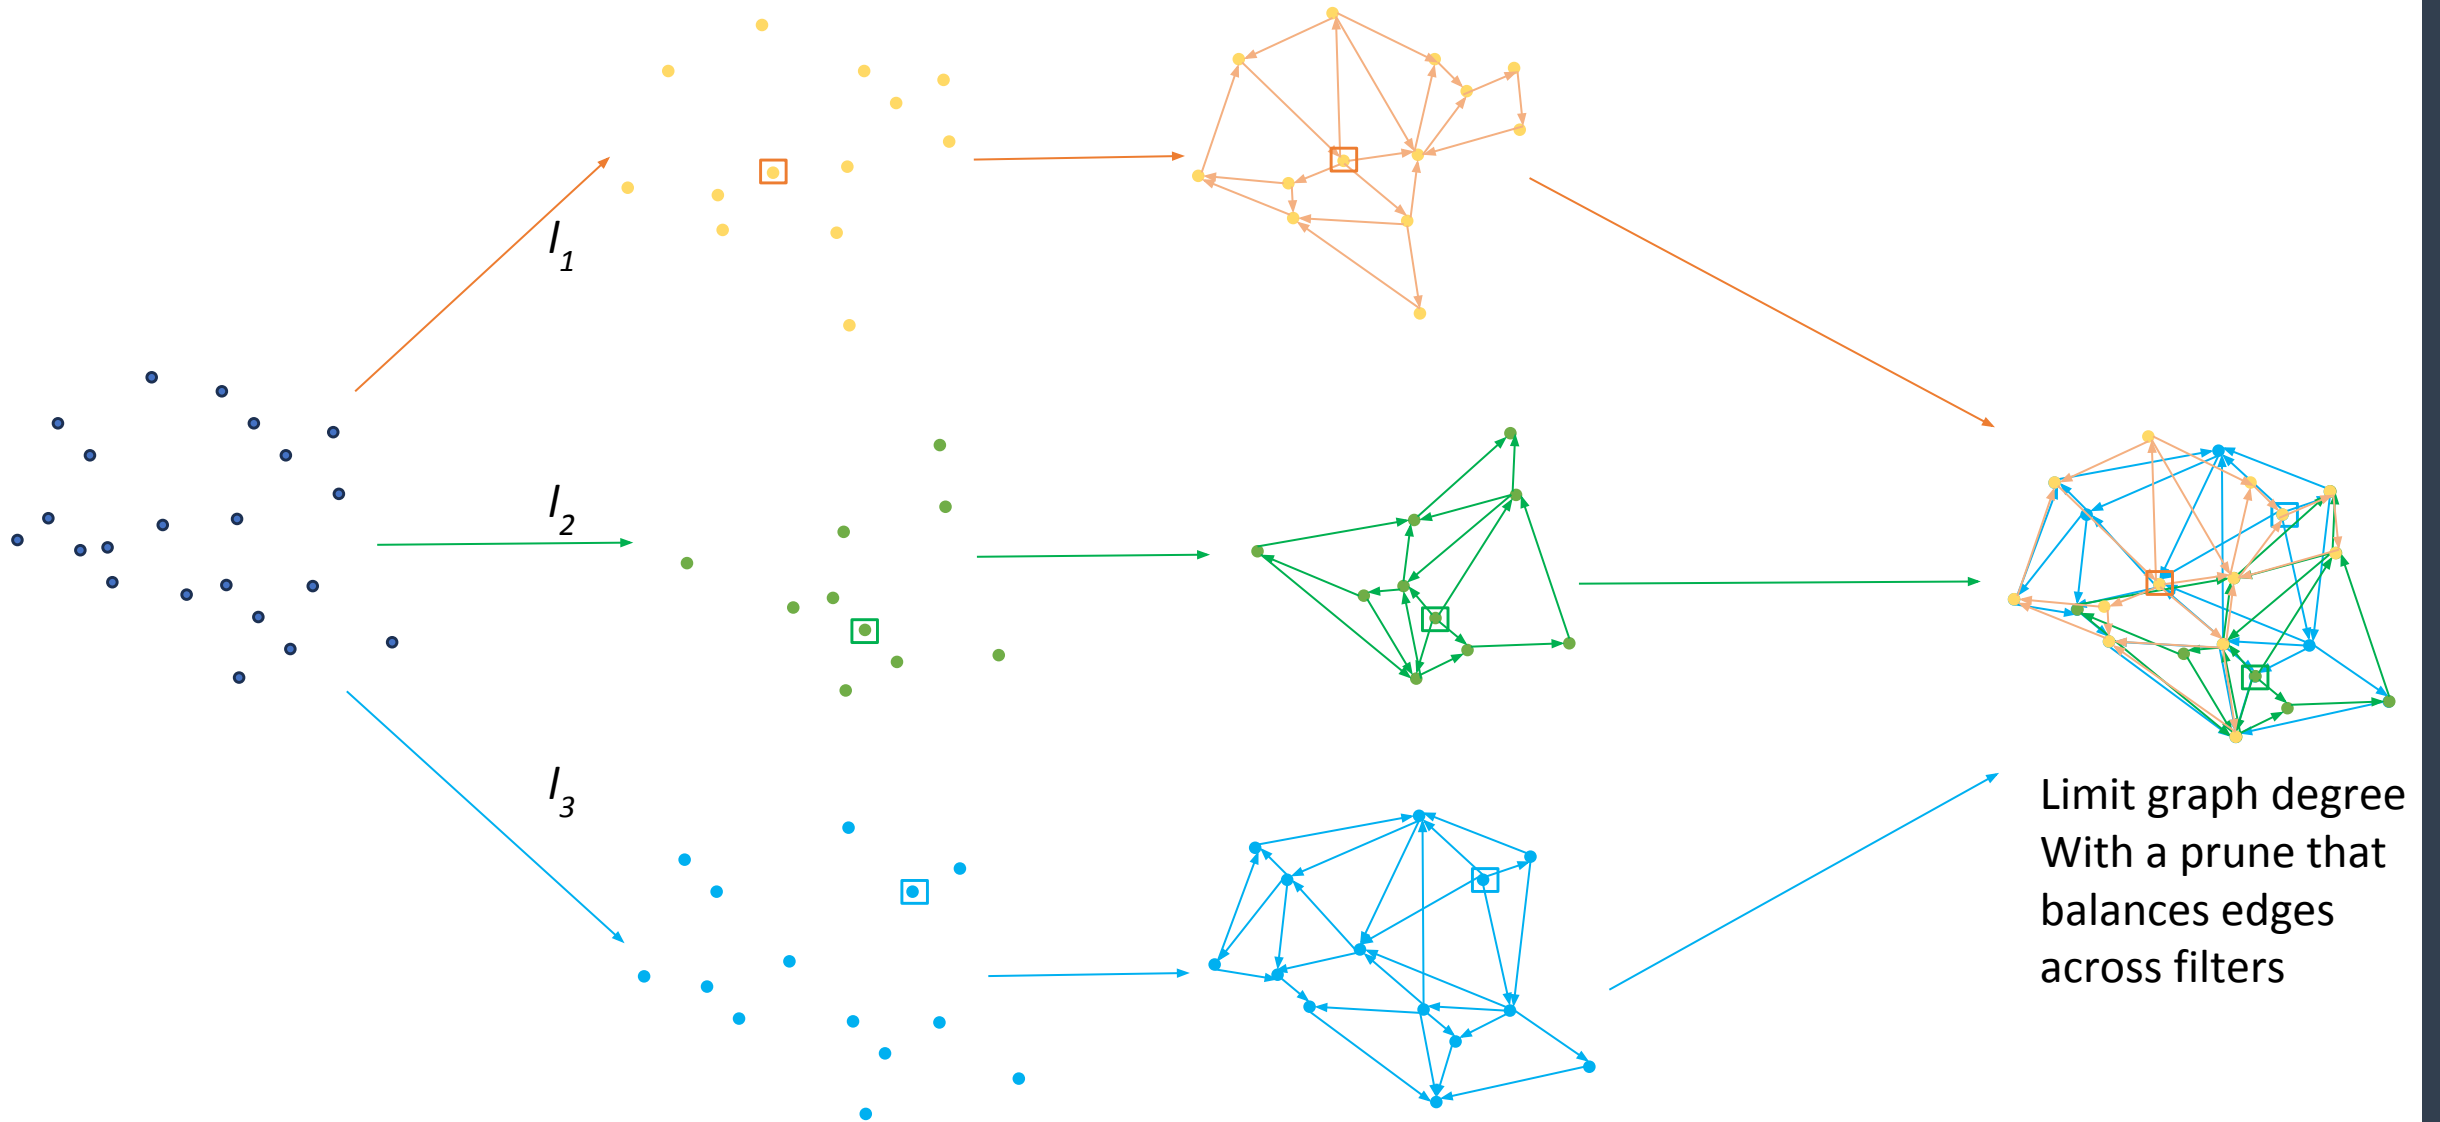 l1
l2
l3
Limit graph degree
With a prune that
balances edges
across filters